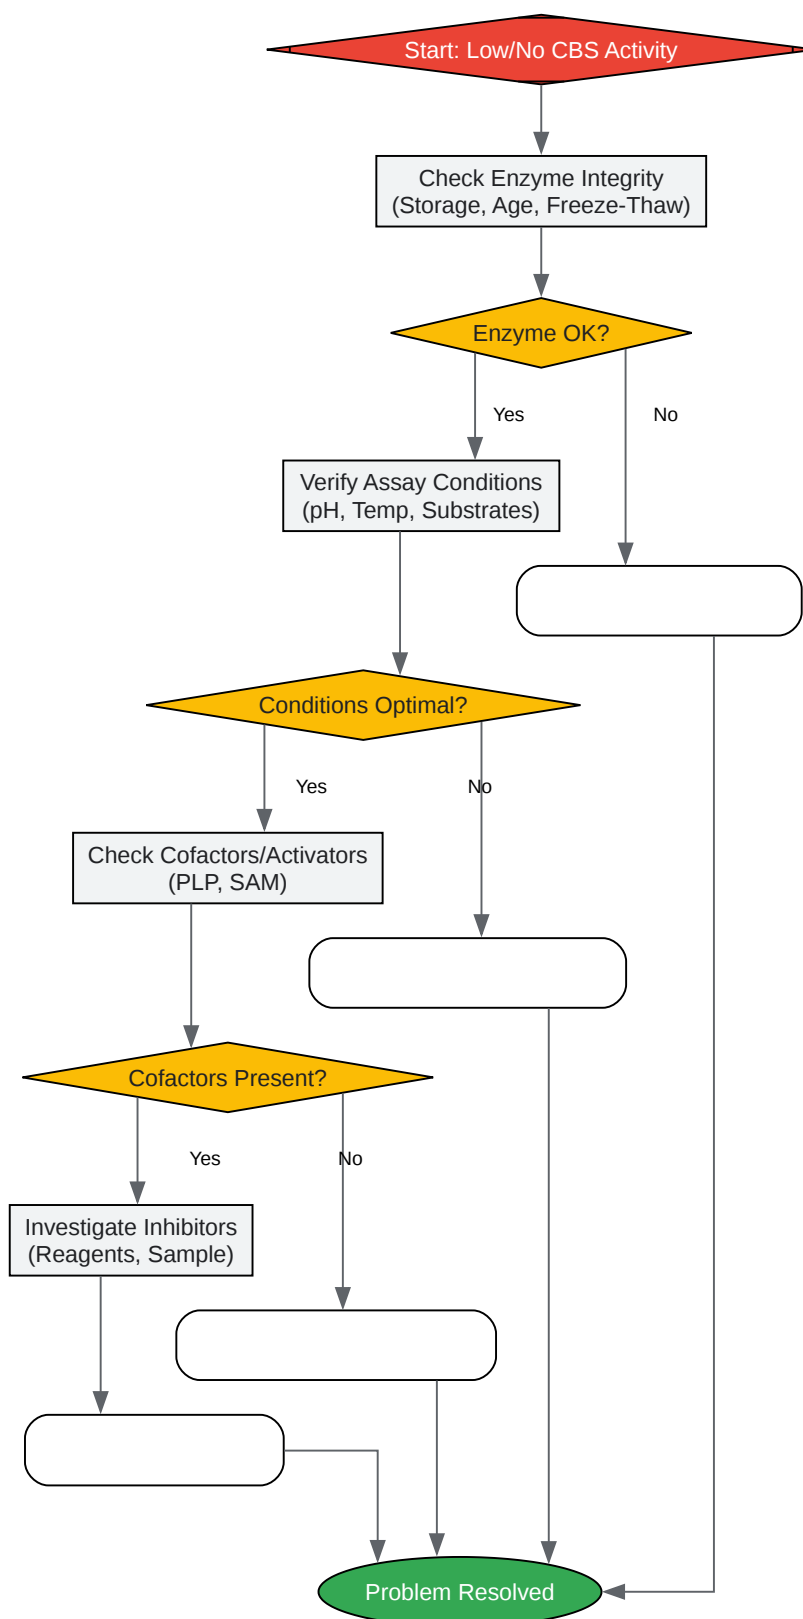 Start: Low/No CBS Activity
Check Enzyme Integrity
(Storage, Age, Freeze-Thaw)
Enzyme OK?
Yes
No
Verify Assay Conditions
(pH, Temp, Substrates)
Conditions Optimal?
Yes
No
Check Cofactors/Activators
(PLP, SAM)
Cofactors Present?
Yes
No
Investigate Inhibitors
(Reagents, Sample)
Problem Resolved